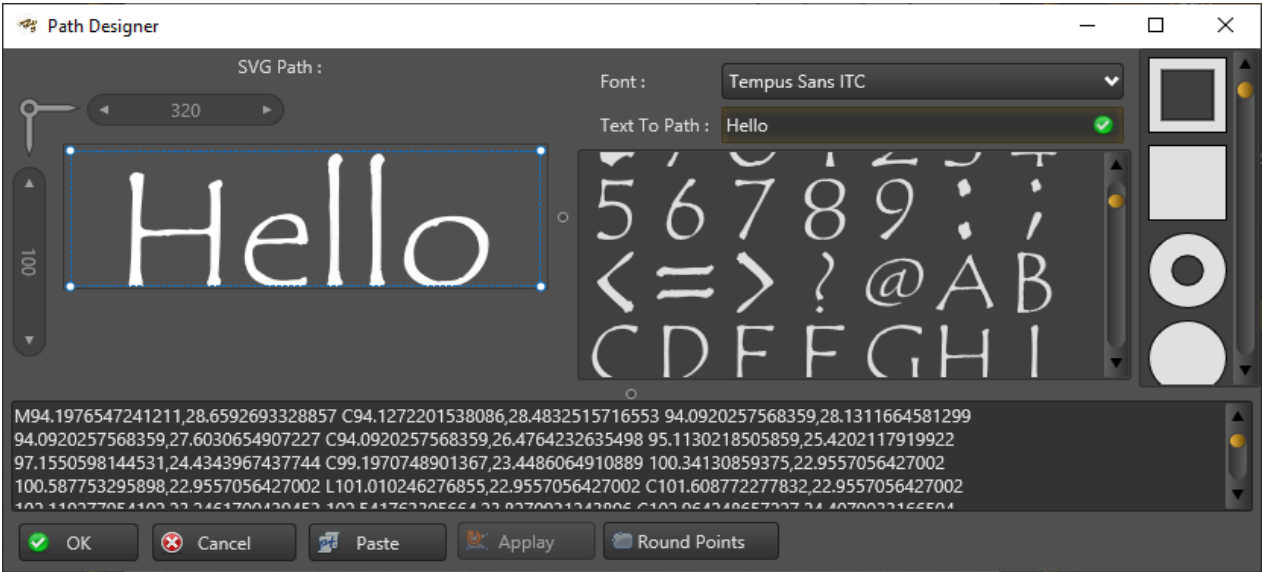 Path Designer
SVG Path :
320
100
Hello
Font :
Tempus Sans ITC
Text To Path :
Hello
5 6 7 8 9 : ;
< = > ? @ A B
C D E F G H I
M94.1976547241211,28.6592693328857 C94.1272201538086,28.4832515716553 94.0920257568359,28.1311664581299
94.0920257568359,27.6030654907227 C94.0920257568359,26.4764232635498 95.1130218505859,25.4202117919922
97.1550598144531,24.4343967437744 C99.1970748901367,23.4486064910889 100.34130859375,22.9557056427002
100.587753295898,22.9557056427002 L101.010246276855,22.9557056427002 C101.608772277832,22.9557056427002
OK
Cancel
Paste
Applay
Round Points